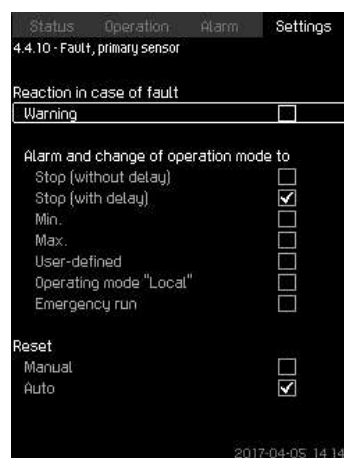 Status Operation Alarm Settings
4.4.10 - Fault, primary sensor
Reaction in case of fault
Warning
Alarm and change of operation mode to
Stop (without delay)
Stop (with delay)
Min.
Max.
User-defined
Operating mode "Local"
Emergency run
Reset
Manual
Auto
2017-04-05 14:14